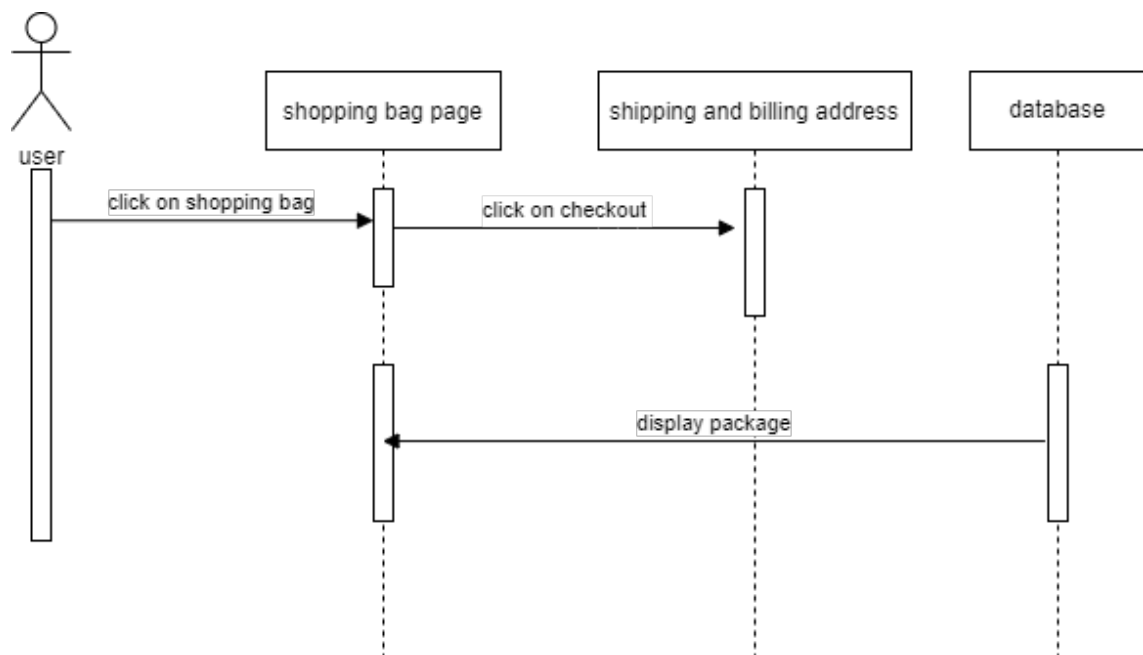 user
shopping bag page
shipping and billing address
database
click on shopping bag
click on checkout
display package